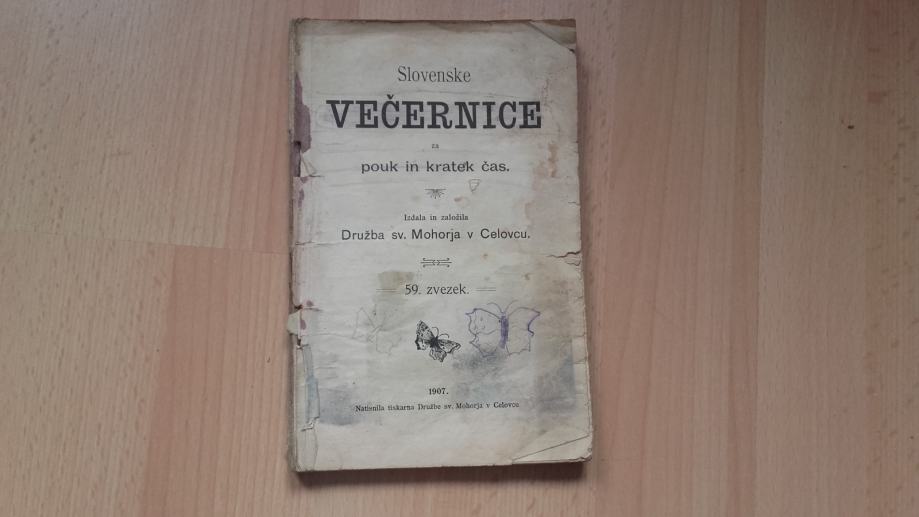 Slovenske
VEČERNICE
za
pouk in kratek čas.
Izdala in založila
Družba sv. Mohorja v Celovcu.
59. zvezek.
1907.
Natisnila tiskarna Družbe sv. Mohorja v Celovcu